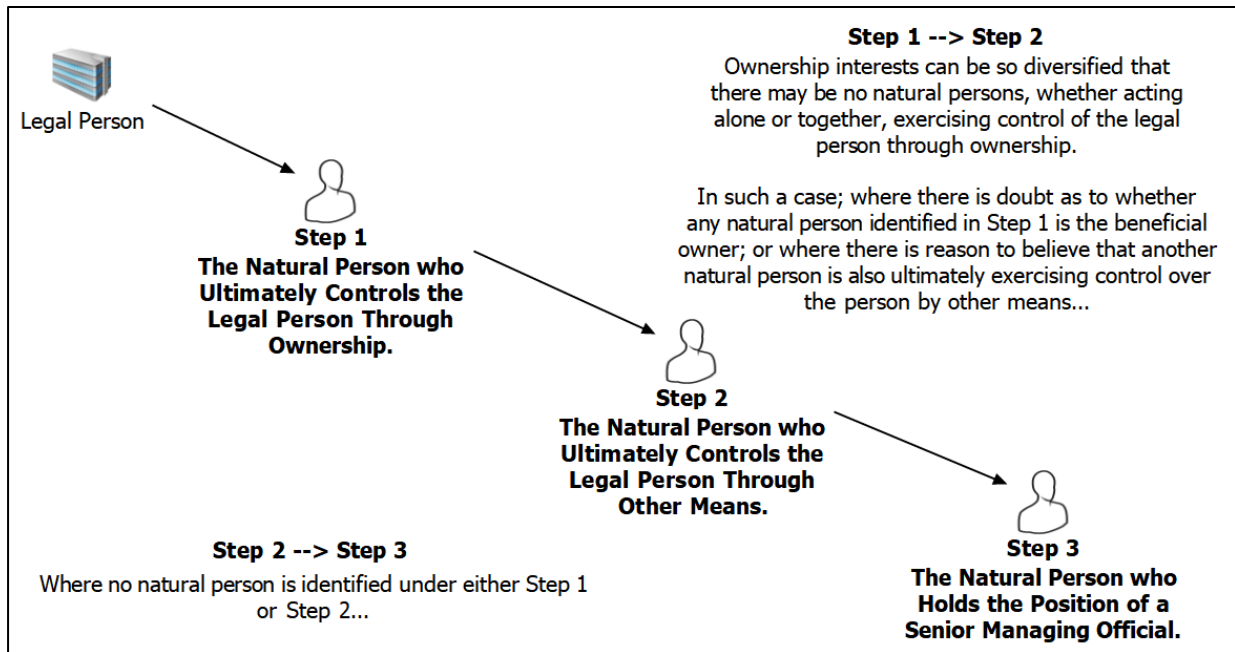 Legal Person
Step 1
The Natural Person who
Ultimately Controls the
Legal Person Through
Ownership.
Step 1 --> Step 2
Ownership interests can be so diversified that
there may be no natural persons, whether acting
alone or together, exercising control of the legal
person through ownership.
In such a case; where there is doubt as to whether
any natural person identified in Step 1 is the beneficial
owner; or where there is reason to believe that another
natural person is also ultimately exercising control over
the person by other means...
Step 2
The Natural Person who
Ultimately Controls the
Legal Person Through
Other Means.
Step 2 --> Step 3
Where no natural person is identified under either Step 1
or Step 2...
Step 3
The Natural Person who
Holds the Position of a
Senior Managing Official.